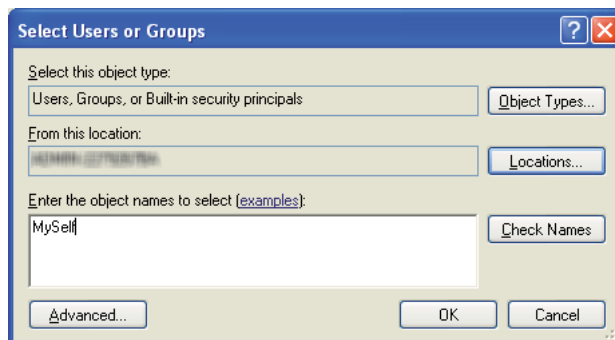 Select Users or Groups
Select this object type:
Users, Groups, or Built-in security principals
Object Types...
From this location:
Locations...
Enter the object names to select (examples):
MySelf
Check Names
Advanced...
OK
Cancel